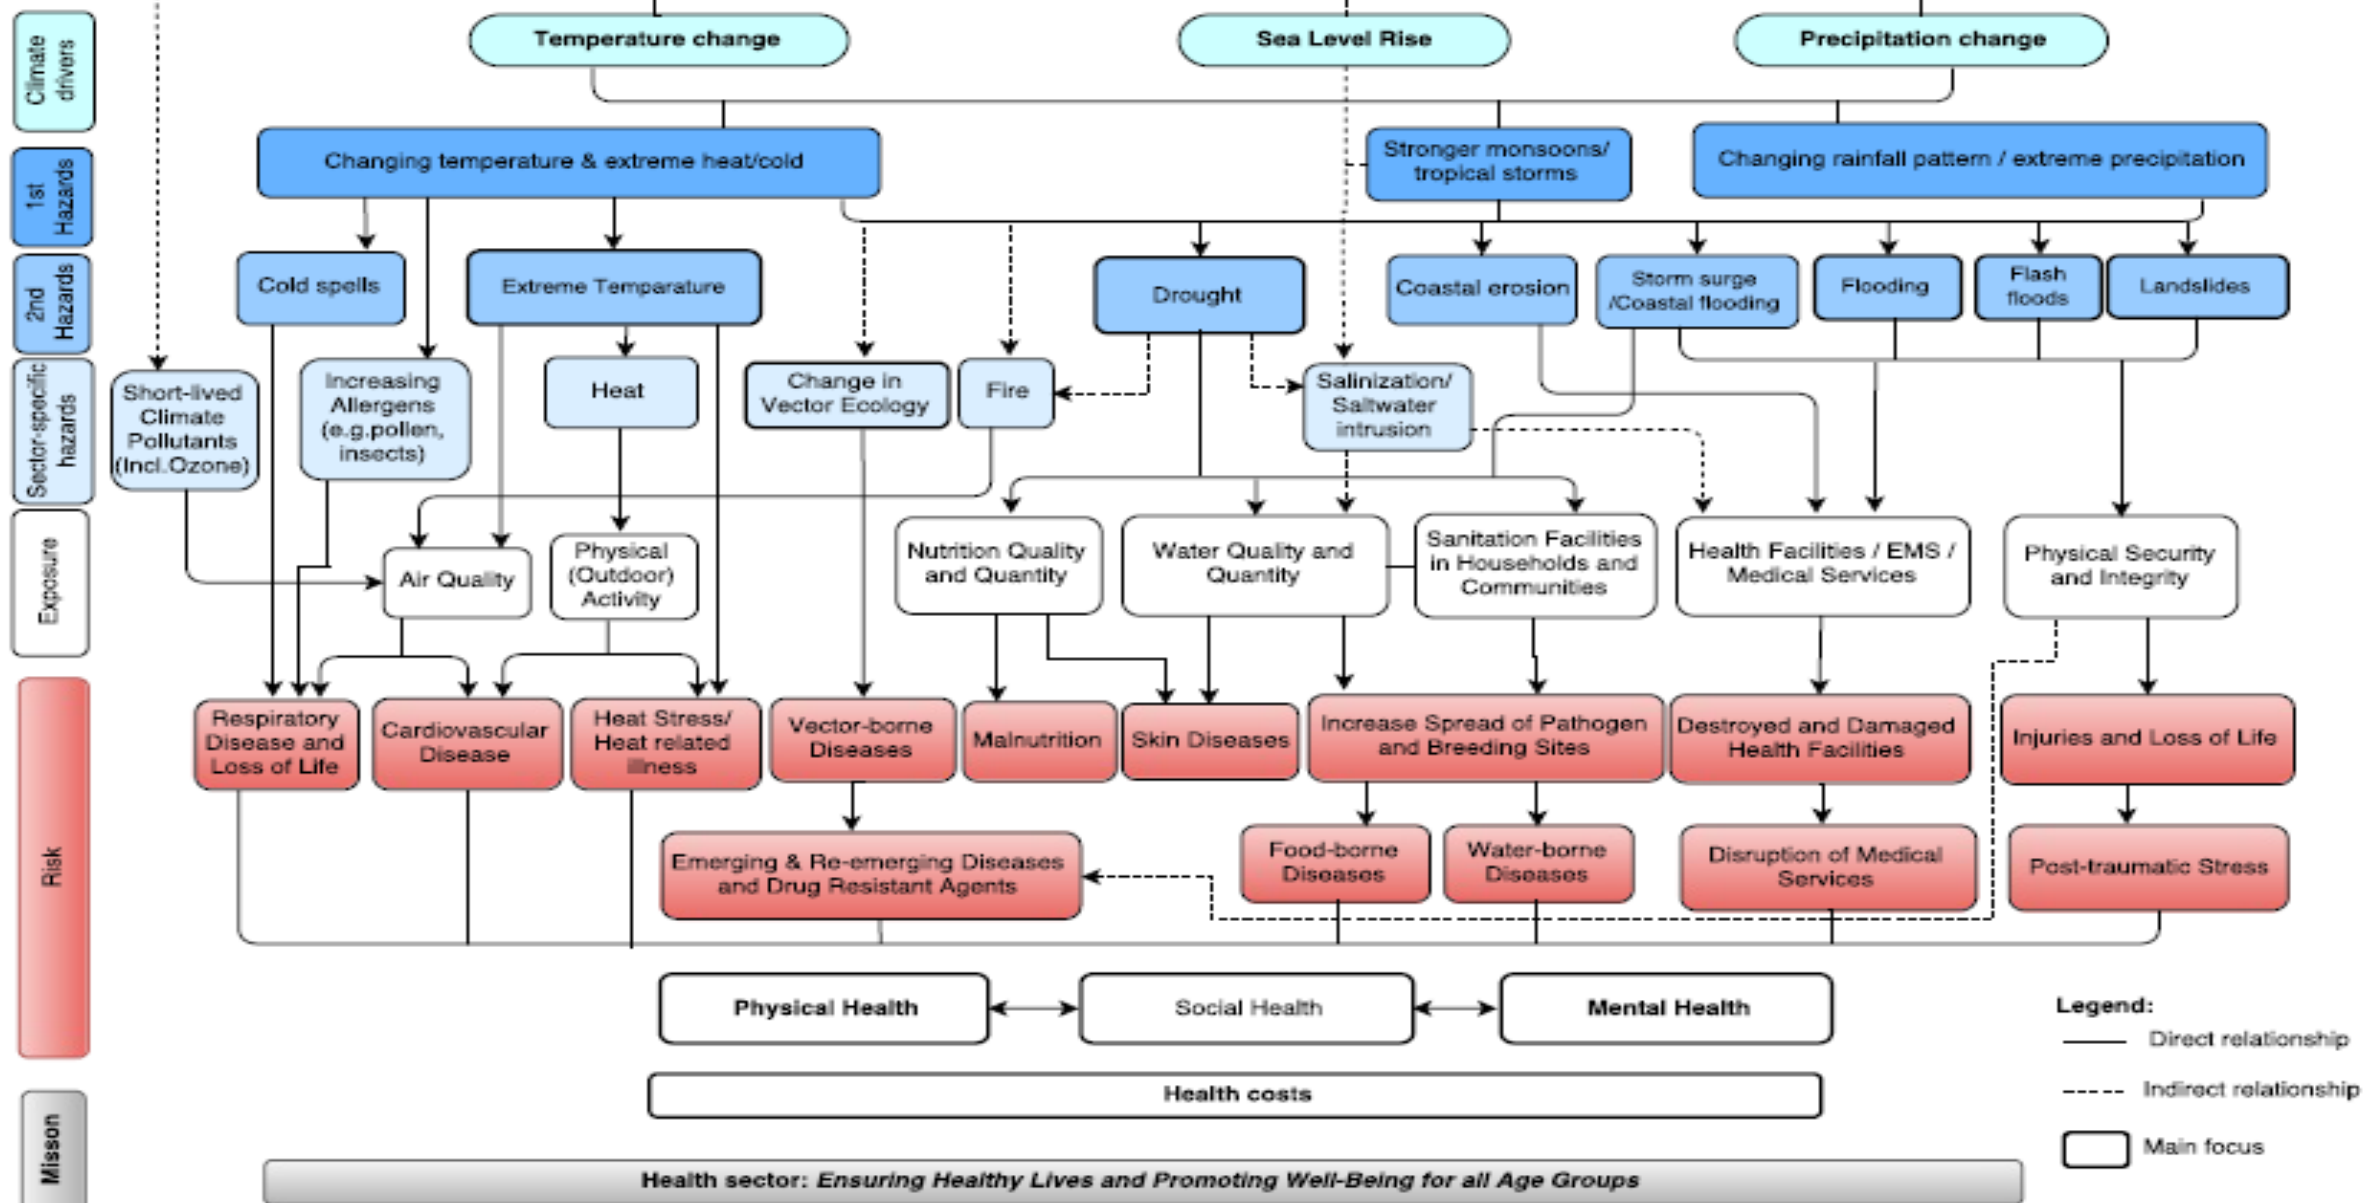 Climate
drivers
Temperature change
Sea Level Rise
Precipitation change
1st
Hazards
Changing temperature & extreme heat/cold
Stronger monsoons/
tropical storms
Changing rainfall pattern / extreme precipitation
2nd
Hazards
Cold spells
Extreme Temparature
Drought
Coastal erosion
Storm surge
/Coastal flooding
Flooding
Flash
floods
Landslides
Sector-specific
hazards
Short-lived
Climate
Pollutants
(Incl.Ozone)
Increasing
Allergens
(e.g.pollen,
insects)
Heat
Change in
Vector Ecology
Fire
Salinization/
Saltwater
intrusion
Exposure
Air Quality
Physical
(Outdoor)
Activity
Nutrition Quality
and Quantity
Water Quality and
Quantity
Sanitation Facilities
in Households and
Communities
Health Facilities / EMS /
Medical Services
Physical Security
and Integrity
Risk
Respiratory
Disease and
Loss of Life
Cardiovascular
Disease
Heat Stress/
Heat related
illness
Vector-borne
Diseases
Malnutrition
Skin Diseases
Increase Spread of Pathogen
and Breeding Sites
Destroyed and Damaged
Health Facilities
Injuries and Loss of Life
Emerging & Re-emerging Diseases
and Drug Resistant Agents
Food-borne
Diseases
Water-borne
Diseases
Disruption of Medical
Services
Post-traumatic Stress
Physical Health
Social Health
Mental Health
Health costs
Legend:
Direct relationship
Indirect relationship
Main focus
Misson
Health sector: Ensuring Healthy Lives and Promoting Well-Being for all Age Groups